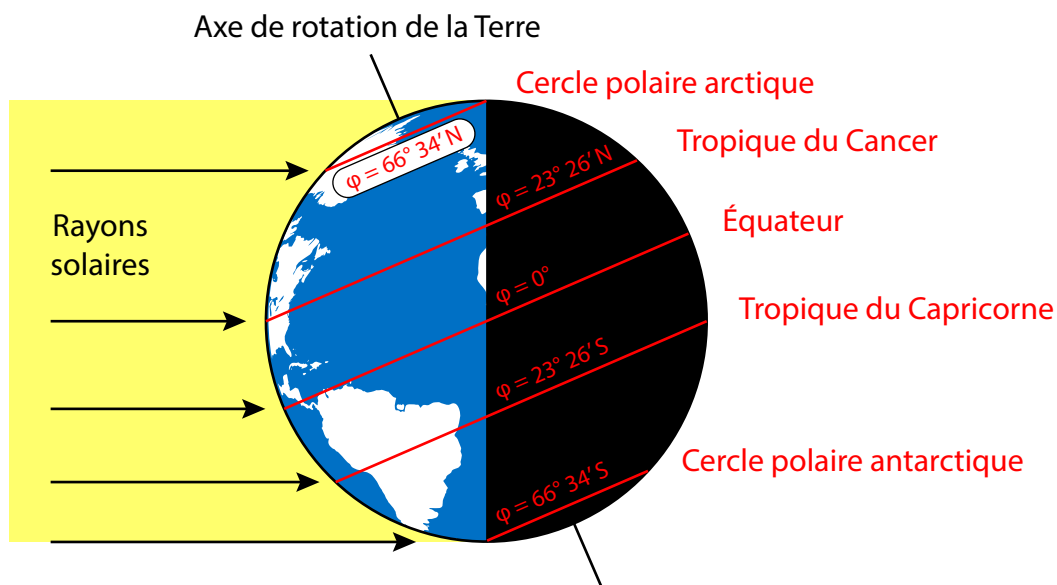 Axe de rotation de la Terre
Cercle polaire arctique
Tropique du Cancer
φ = 66° 34′ N
φ = 23° 26′ N
Rayons
solaires
Équateur
φ = 0°
Tropique du Capricorne
φ = 23° 26′ S
Cercle polaire antarctique
φ = 66° 34′ S